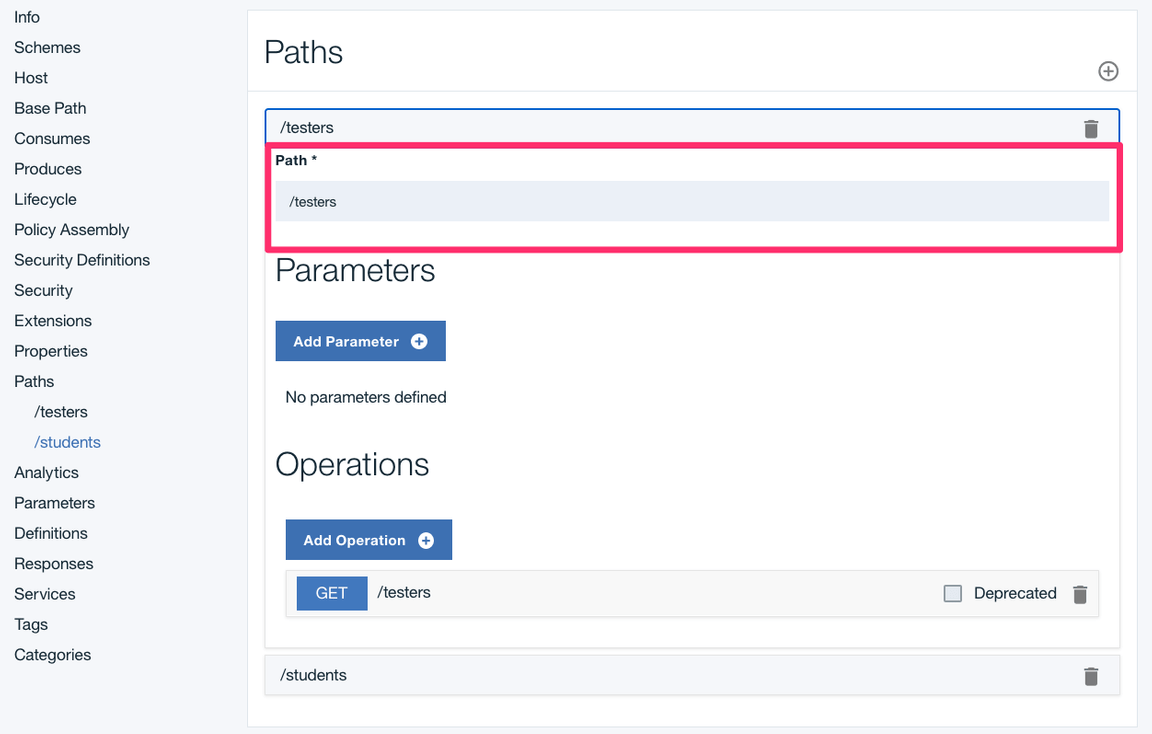 Info
Schemes
Host
Base Path
Consumes
Produces
Lifecycle
Policy Assembly
Security Definitions
Security
Extensions
Properties
Paths
/testers
/students
Analytics
Parameters
Definitions
Responses
Services
Tags
Categories
Paths
/testers
Path *
/testers
Parameters
Add Parameter
No parameters defined
Operations
Add Operation
GET /testers Deprecated
/students